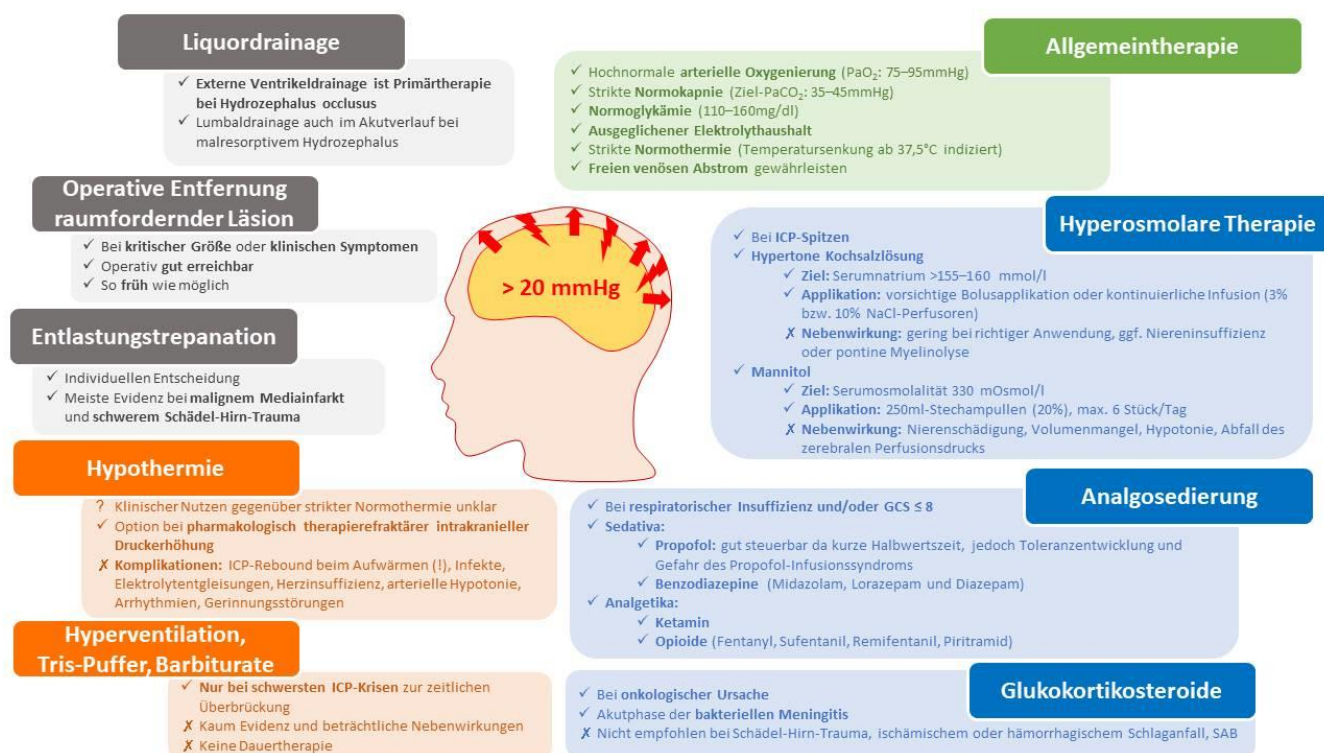 Liquordrainage
✓ Externe Ventrikeldrainage ist Primärtherapie
bei Hydrozephalus occlusus
✓ Lumbaldrainage auch im Akutverlauf bei
malresorptivem Hydrozephalus
Operative Entfernung
raumfordernder Läsion
✓ Bei kritischer Größe oder klinischen Symptomen
✓ Operativ gut erreichbar
✓ So früh wie möglich
Entlastungstrepanation
✓ Individuellen Entscheidung
✓ Meiste Evidenz bei malignem Mediainfarkt
und schwerem Schädel-Hirn-Trauma
Hypothermie
? Klinischer Nutzen gegenüber strikter Normothermie unklar
✓ Option bei pharmakologisch therapierefraktärer intrakranieller
Druckerhöhung
✗ Komplikationen: ICP-Rebound beim Aufwärmen (!), Infekte,
Elektrolytentgleisungen, Herzinsuffizienz, arterielle Hypotonie,
Arrhythmien, Gerinnungsstörungen
Hyperventilation,
Tris-Puffer, Barbiturate
✓ Nur bei schwersten ICP-Krisen zur zeitlichen
Überbrückung
✗ Kaum Evidenz und beträchtliche Nebenwirkungen
✗ Keine Dauertherapie
> 20 mmHg
Allgemeintherapie
✓ Hochnormale arterielle Oxygenierung (PaO₂: 75–95mmHg)
✓ Strikte Normokapnie (Ziel-PaCO₂: 35–45mmHg)
✓ Normoglykämie (110–160mg/dl)
✓ Ausgeglichener Elektrolythaushalt
✓ Strikte Normothermie (Temperatursenkung ab 37,5°C indiziert)
✓ Freien venösen Abstrom gewährleisten
Hyperosmolare Therapie
✓ Bei ICP-Spitzen
✓ Hypertone Kochsalzlösung
✓ Ziel: Serumnatrium >155–160 mmol/l
✓ Applikation: vorsichtige Bolusapplikation oder kontinuierliche Infusion (3%
bzw. 10% NaCl-Perfusoren)
✗ Nebenwirkung: gering bei richtiger Anwendung, ggf. Niereninsuffizienz
oder pontine Myelinolyse
✓ Mannitol
✓ Ziel: Serumosmolalität 330 mOsmol/l
✓ Applikation: 250ml-Stechampullen (20%), max. 6 Stück/Tag
✗ Nebenwirkung: Nierenschädigung, Volumenmangel, Hypotonie, Abfall des
zerebralen Perfusionsdrucks
Analgosedierung
✓ Bei respiratorischer Insuffizienz und/oder GCS ≤ 8
✓ Sedativa:
✓ Propofol: gut steuerbar da kurze Halbwertszeit, jedoch Toleranzentwicklung und
Gefahr des Propofol-Infusionssyndroms
✓ Benzodiazepine (Midazolam, Lorazepam und Diazepam)
✓ Analgetika:
✓ Ketamin
✓ Opioide (Fentanyl, Sufentanil, Remifentanil, Piritramid)
Glukokortikosteroide
✓ Bei onkologischer Ursache
✓ Akutphase der bakteriellen Meningitis
✗ Nicht empfohlen bei Schädel-Hirn-Trauma, ischämischem oder hämorrhagischem Schlaganfall, SAB